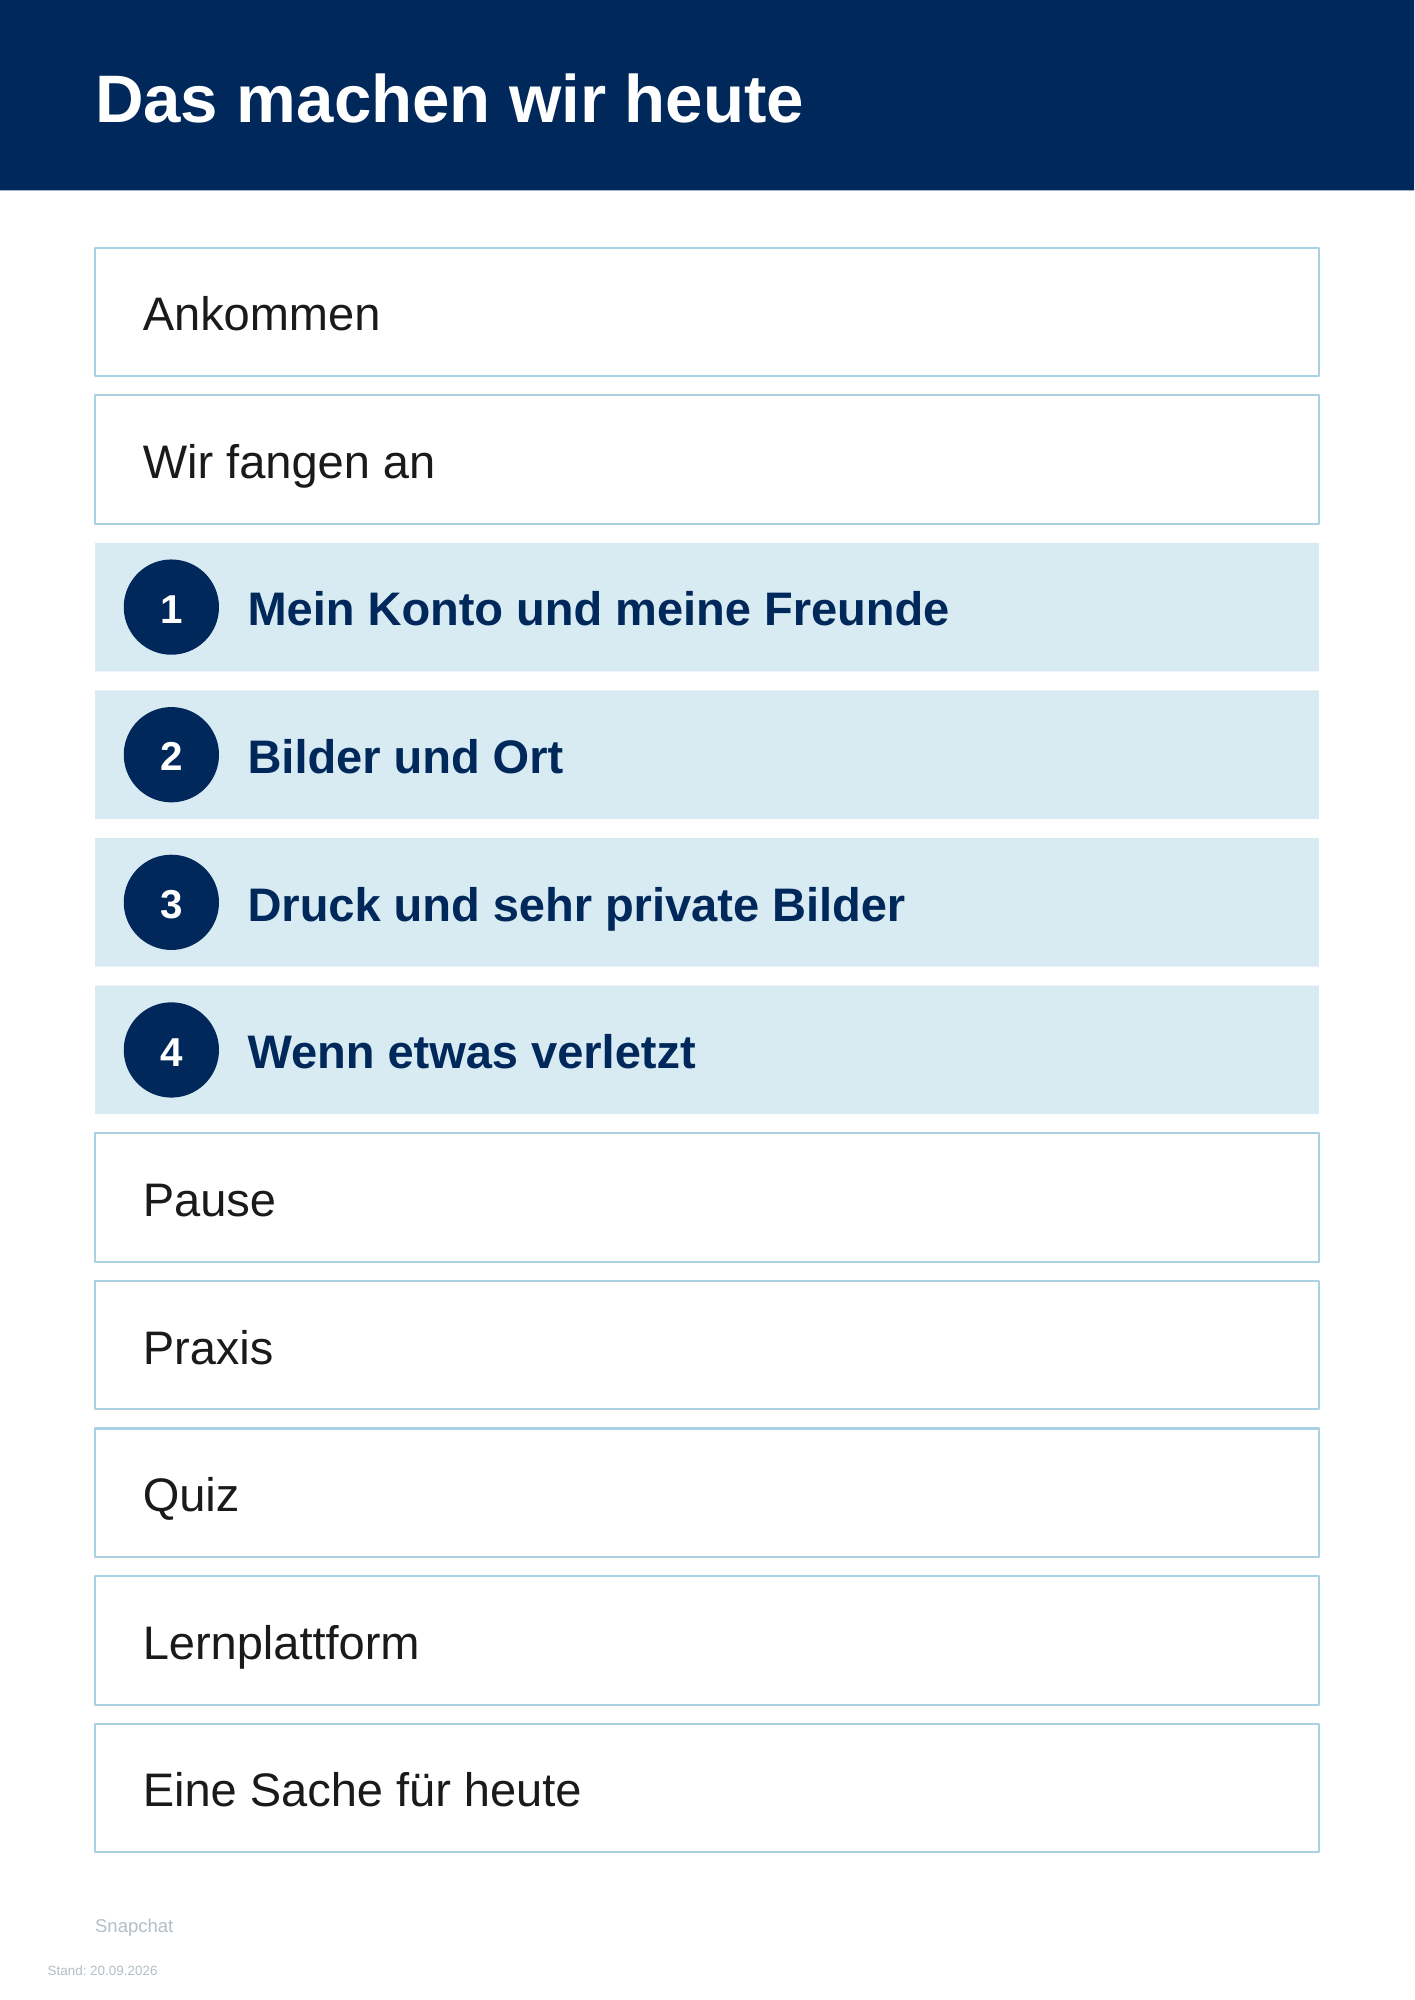 Das machen wir heute
Ankommen
Wir fangen an
1 Mein Konto und meine Freunde
2 Bilder und Ort
3 Druck und sehr private Bilder
4 Wenn etwas verletzt
Pause
Praxis
Quiz
Lernplattform
Eine Sache für heute
Snapchat
Stand: 20.09.2026